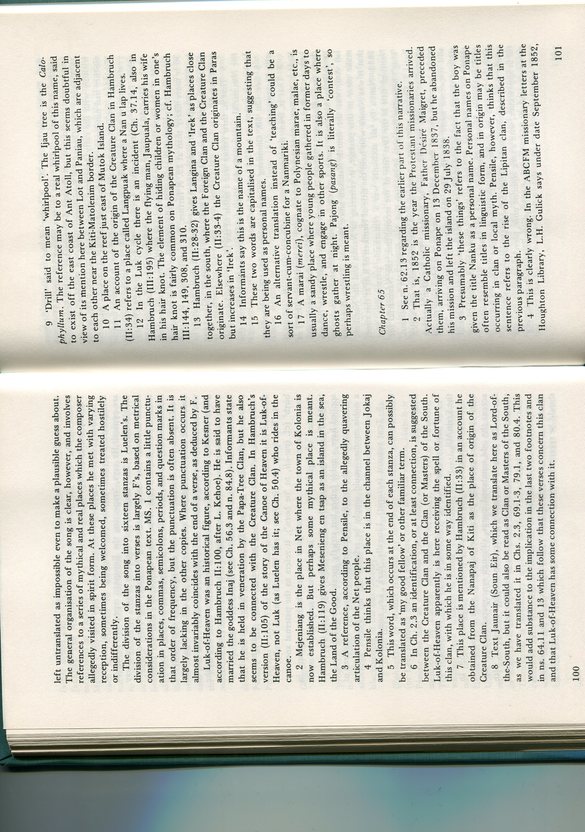 left untranslated as impossible even to make a plausible guess about.
The general organisation of the song is clear, however, and involves
references to a series of mythical and real places which the composer
allegedly visited in spirit form. At these places he met with varying
reception, sometimes being welcomed, sometimes treated hostilely
or indifferently.
The division of the song into sixteen stanzas is Luelen's. The
division of the stanzas into verses is largely F's, based on metrical
considerations in the Ponapean text. MS. 1 contains a little punctu-
ation in places, commas, semicolons, periods, and question marks in
that order of frequency, but the punctuation is often absent. It is
largely lacking in the other copies. Where punctuation occurs it
almost invariably coincides with the end of a verse, as deduced by F.
Luk-of-Heaven was an historical figure, according to Kesner (and
according to Hambruch II:100, after L. Kehoe). He is said to have
married the goddess Inaj (see Ch. 56.3 and n. 84.8). Informants state
that he is held in veneration by the Papa-Tree Clan, but he also
seems to be connected with the Creature Clan. In Hambruch's
version (II:105) of the story of the Canoe of Heaven it is Luk-of-
Heaven, not Luk (as Luelen has it; see Ch. 50.4) who rides in the
canoe.
2 Mejeniang is the place in Net where the town of Kolonia is
now established. But perhaps some mythical place is meant.
Hambruch (II:119) gives Mesenieng en tsap as an island in the sea,
the Land of the Good.
3 A reference, according to Pensile, to the allegedly quavering
articulation of the Net people.
4 Pensile thinks that this place is in the channel between Jokaj
and Kolonia.
5 This word, which occurs at the end of each stanza, can possibly
be translated as 'my good fellow' or other familiar term.
6 In Ch. 2.3 an identification, or at least connection, is suggested
between the Creature Clan and the Clan (or Masters) of the South.
Luk-of-Heaven apparently is here receiving the spell or fortune of
this clan, with which he is in some way identified.
7 This place is mentioned by Hambruch (II:33) in an account he
obtained from the Nanapaj of Kiti as the place of origin of the
Creature Clan.
8 Text Jaunair (Soun Eir), which we translate here as Lord-of-
the-South, but it could also be read as Clan or Masters of the South,
as we have translated it in Chs. 2.3, 69.1-3, 79.1, and 80.4. This
would add substance to the implication in the last two footnotes and
in ns. 64.11 and 13 which follow that these verses concern this clan
and that Luk-of-Heaven has some connection with it.
100
9 'Drill' said to mean 'whirlpool'. The Ijau tree is the Calo-
phyllum. The reference may be to a real whirlpool of this name, said
to exist off the east coast of Ant Atoll, but this seems doubtful in
view of its mention here between Lot and Paniau, which are adjacent
to each other near the Kiti-Matolenim border.
10 A place on the reef just east of Mutok Island.
11 An account of the origin of the Creature Clan in Hambruch
(II:34) refers to a place called Langpuak where a Nan u lap lives.
12 In the Luk cycle there is an incident (Ch. 37.14, also in
Hambruch (III:195) where the flying man, Jaupuala, carries his wife
in his hair knot. The element of hiding children or women in one's
hair knot is fairly common on Ponapean mythology; cf. Hambruch
III:144, 149, 308, and 310.
13 Hambruch (II:28-32) gives Langina and 'Irek' as places close
together, in the south, where the Foreign Clan and the Creature Clan
originate. Elsewhere (II:33-4) the Creature Clan originates in Paras
but increases in 'Irek'.
14 Informants say this is the name of a mountain.
15 These two words are capitalised in the text, suggesting that
they are being used as personal names.
16 An alternative translation instead of 'teaching' could be a
sort of servant-cum-concubine for a Nanmariki.
17 A marai (merei), cognate to Polynesian marae, malae, etc., is
usually a sandy place where young people gathered in former days to
dance, wrestle, and engage in other sports. It is also a place where
ghosts gather at night. Pajong (pasang) is literally 'contest', so
perhaps wrestling is meant.
Chapter 65
1 See n. 62.13 regarding the earlier part of this narrative.
2 That is, 1852 is the year the Protestant missionaries arrived.
Actually a Catholic missionary, Father Désiré Maigret, preceded
them, arriving on Ponape on 13 December 1837, but he abandoned
his mission and left the island on 29 July 1838.
3 Presumably 'these things' refers to the fact that the boy was
given the title Nanku as a personal name. Personal names on Ponape
often resemble titles in linguistic form, and in origin may be titles
occurring in clan or local myth. Pensile, however, thinks that this
sentence refers to the rise of the Lipitan clan, described in the
previous paragraph.
4 This is clearly wrong. In the ABCFM missionary letters at the
Houghton Library, L.H. Gulick says under date September 1852,
101